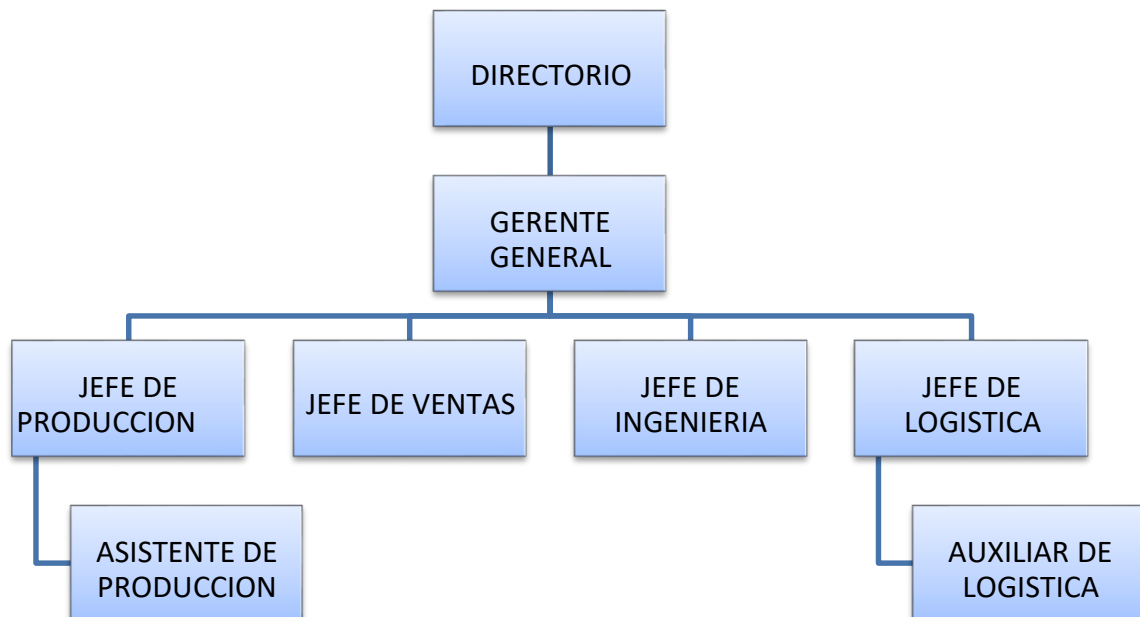 DIRECTORIO
GERENTE
GENERAL
JEFE DE
PRODUCCION
JEFE DE VENTAS
JEFE DE
INGENIERIA
JEFE DE
LOGISTICA
ASISTENTE DE
PRODUCCION
AUXILIAR DE
LOGISTICA